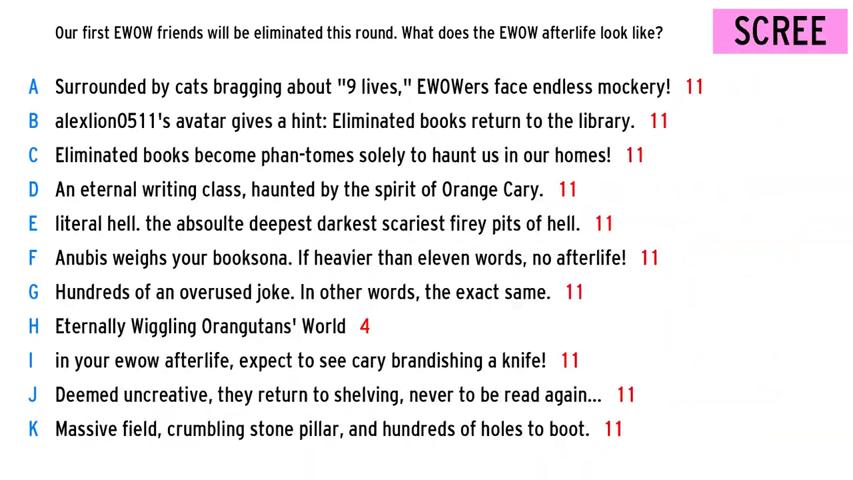 Our first EWOW friends will be eliminated this round. What does the EWOW afterlife look like?
SCREE
A Surrounded by cats bragging about "9 lives," EWOWers face endless mockery! 11
B alexlion0511's avatar gives a hint: Eliminated books return to the library. 11
C Eliminated books become phan-tomes solely to haunt us in our homes! 11
D An eternal writing class, haunted by the spirit of Orange Cary. 11
E literal hell. the absoulte deepest darkest scariest firey pits of hell. 11
F Anubis weighs your booksona. If heavier than eleven words, no afterlife! 11
G Hundreds of an overused joke. In other words, the exact same. 11
H Eternally Wiggling Orangutans' World 4
I in your ewow afterlife, expect to see cary brandishing a knife! 11
J Deemed uncreative, they return to shelving, never to be read again... 11
K Massive field, crumbling stone pillar, and hundreds of holes to boot. 11